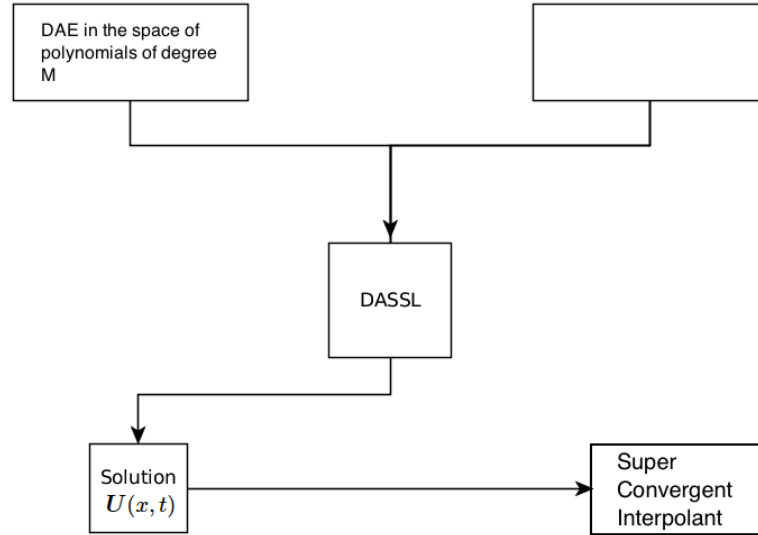 DAE in the space of
polynomials of degree
M
DASSL
Solution
U(x,t)
Super
Convergent
Interpolant